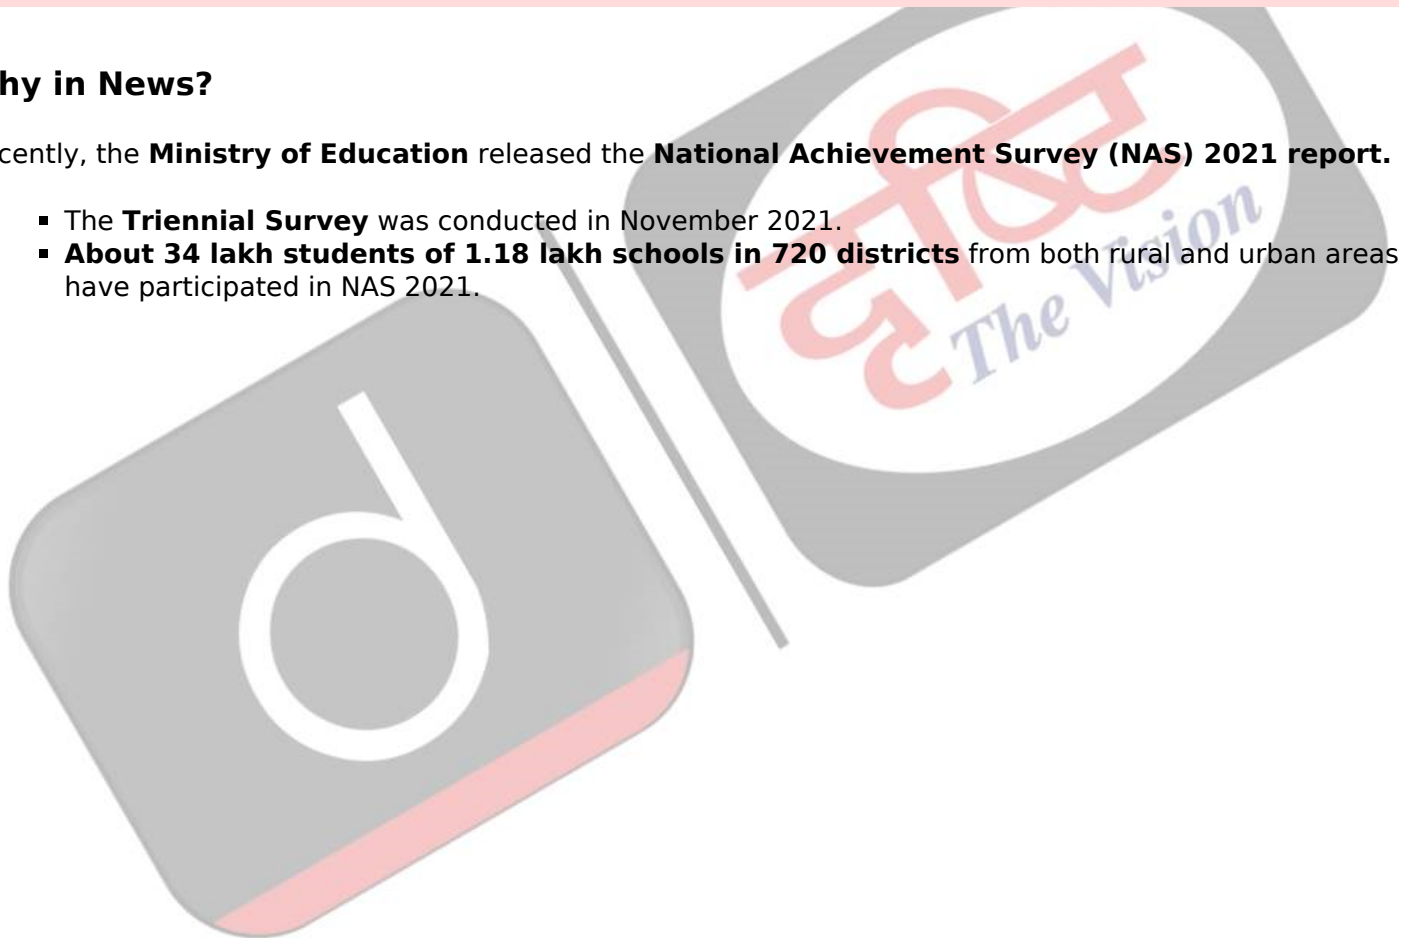 hy in News?
cently, the Ministry of Education released the National Achievement Survey (NAS) 2021 report.
The Triennial Survey was conducted in November 2021.
About 34 lakh students of 1.18 lakh schools in 720 districts from both rural and urban areas
have participated in NAS 2021.
दृष्टि
The Vision
d